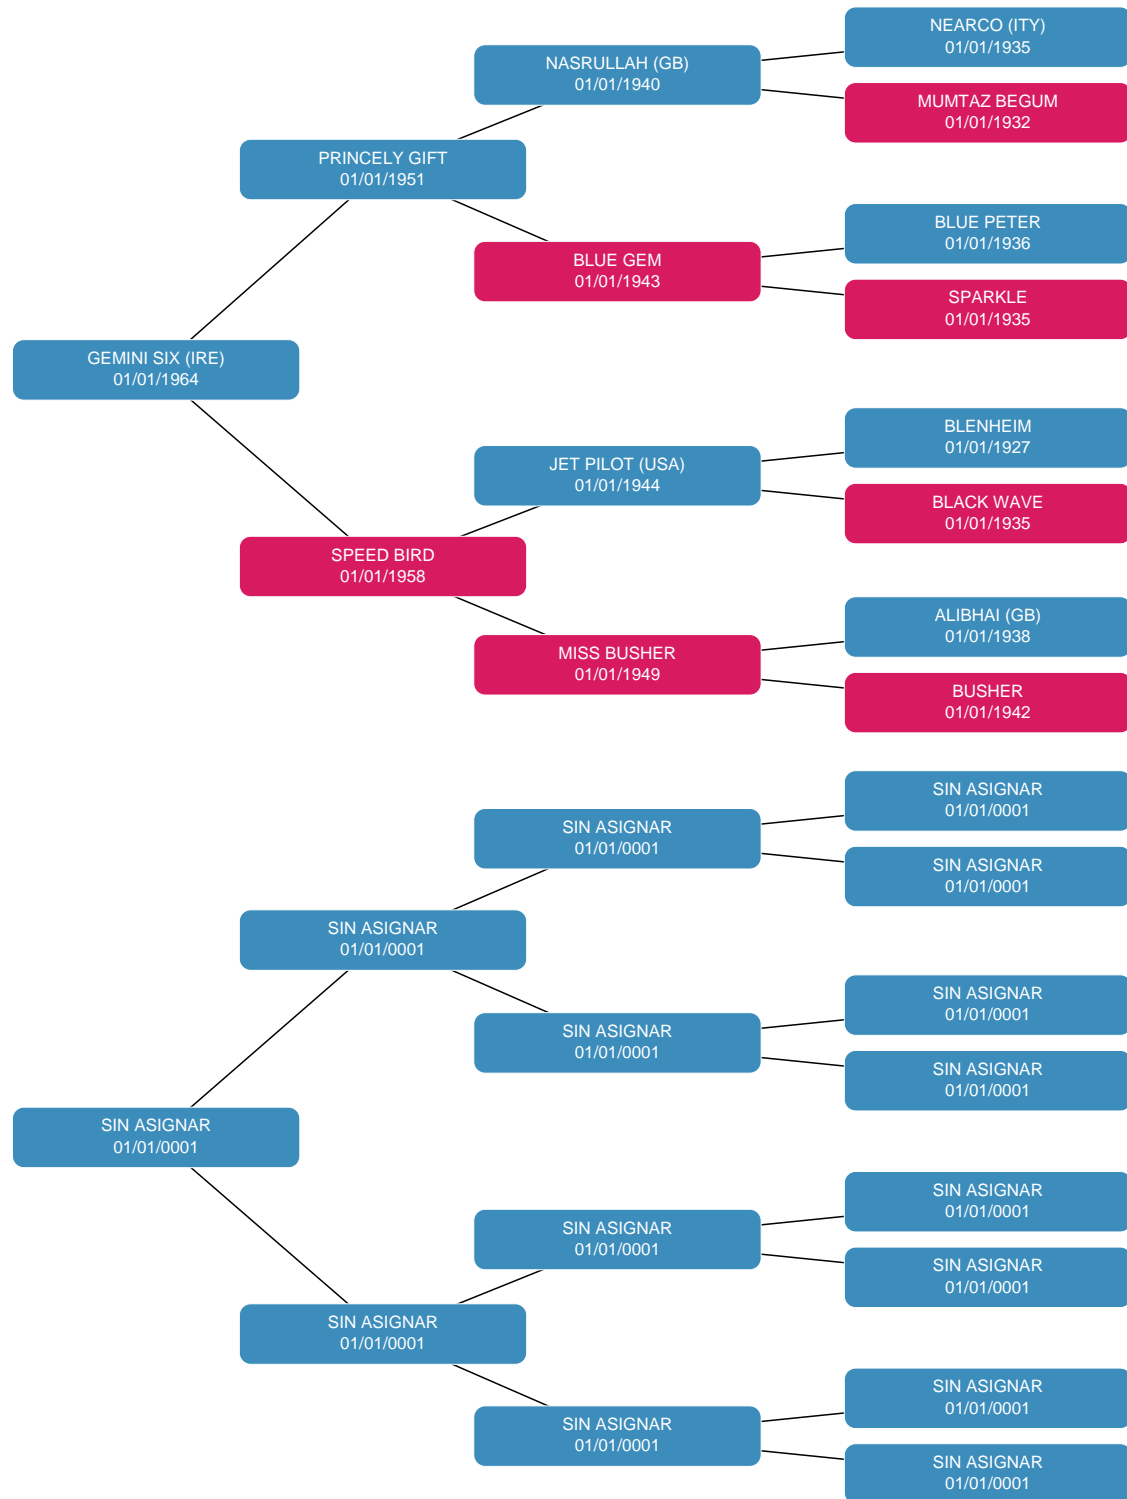 NEARCO (ITY)
01/01/1935
NASRULLAH (GB)
01/01/1940
MUMTAZ BEGUM
01/01/1932
PRINCELY GIFT
01/01/1951
BLUE PETER
01/01/1936
BLUE GEM
01/01/1943
SPARKLE
01/01/1935
GEMINI SIX (IRE)
01/01/1964
BLENHEIM
01/01/1927
JET PILOT (USA)
01/01/1944
BLACK WAVE
01/01/1935
SPEED BIRD
01/01/1958
ALIBHAI (GB)
01/01/1938
MISS BUSHER
01/01/1949
BUSHER
01/01/1942
SIN ASIGNAR
01/01/0001
SIN ASIGNAR
01/01/0001
SIN ASIGNAR
01/01/0001
SIN ASIGNAR
01/01/0001
SIN ASIGNAR
01/01/0001
SIN ASIGNAR
01/01/0001
SIN ASIGNAR
01/01/0001
SIN ASIGNAR
01/01/0001
SIN ASIGNAR
01/01/0001
SIN ASIGNAR
01/01/0001
SIN ASIGNAR
01/01/0001
SIN ASIGNAR
01/01/0001
SIN ASIGNAR
01/01/0001
SIN ASIGNAR
01/01/0001
SIN ASIGNAR
01/01/0001